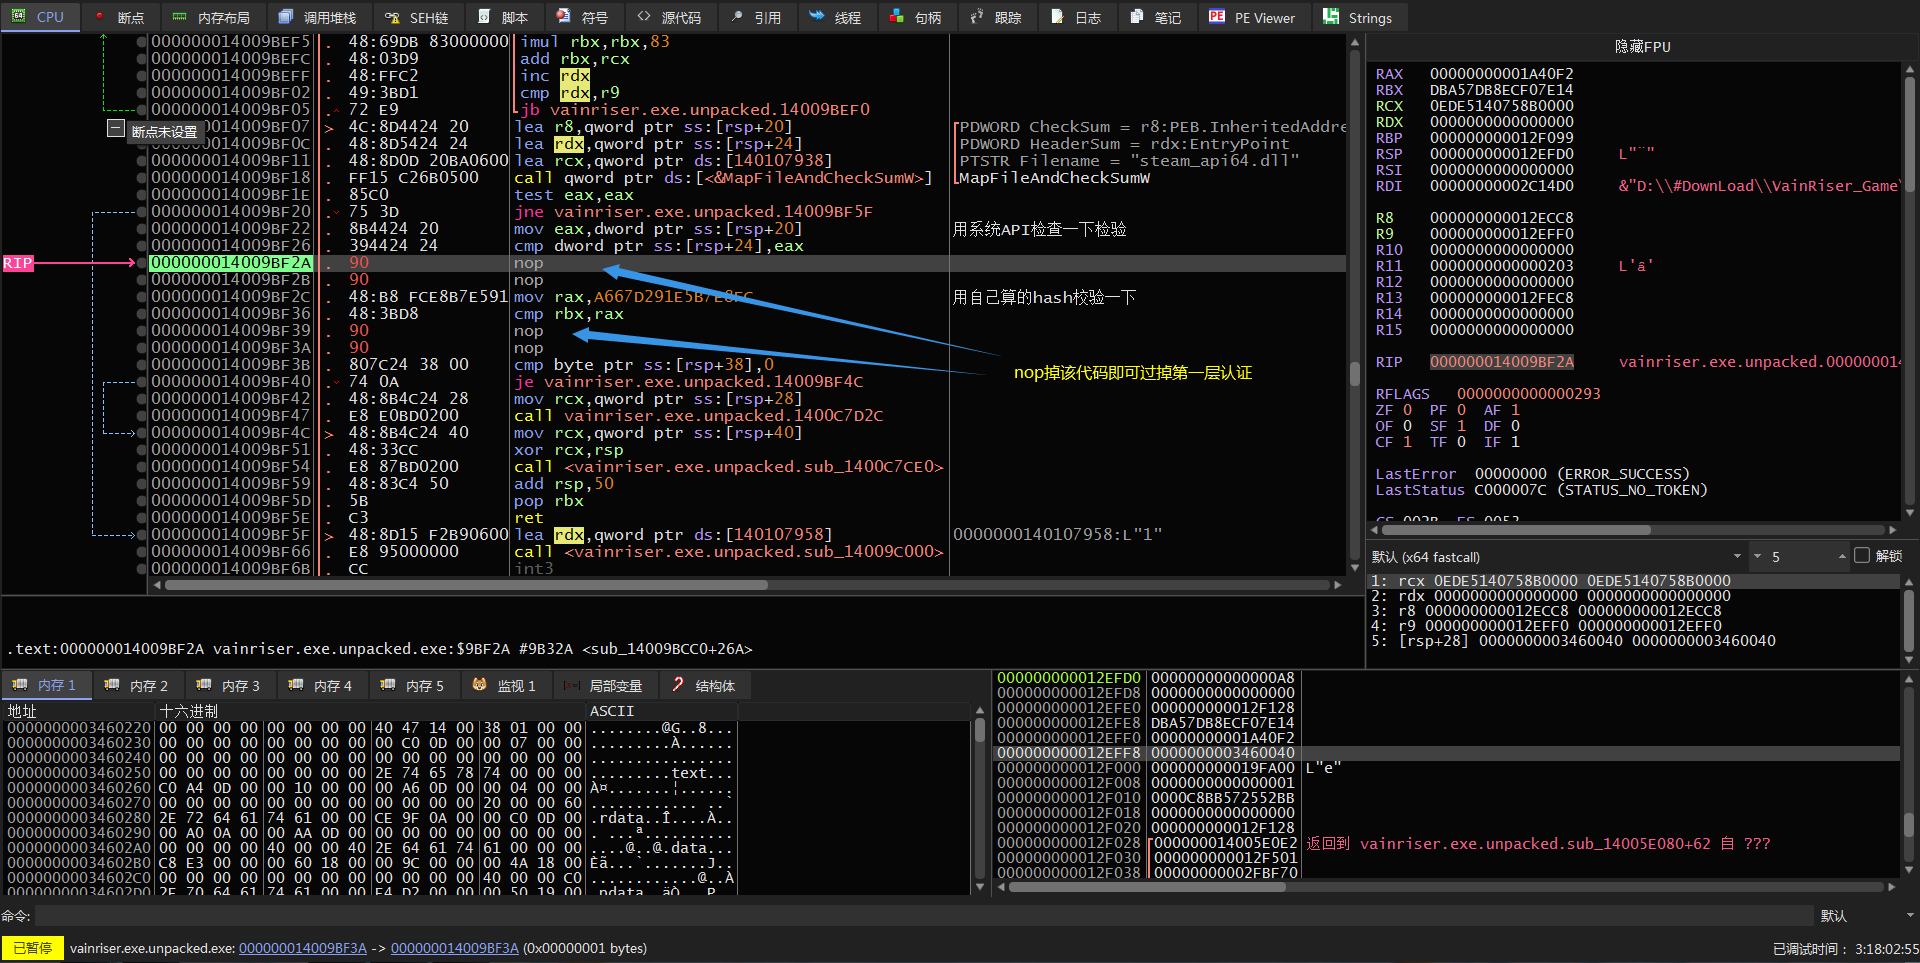 CPU 断点 内存布局 调用堆栈 SEH链 脚本 符号 源代码 引用 线程 句柄 跟踪 日志 笔记 PE Viewer Strings
000000014009BEF5 . 48:69DB 83000000 imul rbx,rbx,83
000000014009BEFC . 48:03D9 add rbx,rcx
000000014009BEFF . 48:FFC2 inc rdx
000000014009BF02 . 49:3BD1 cmp rdx,r9
000000014009BF05 . 72 E9 jb vainriser.exe.unpacked.14009BEF0
000000014009BF07 > 4C:8D4424 20 lea r8,qword ptr ss:[rsp+20] PDWORD CheckSum = r8:PEB.InheritedAddre
断点未设置
000000014009BF0C . 48:8D5424 24 lea rdx,qword ptr ss:[rsp+24] PDWORD HeaderSum = rdx:EntryPoint
000000014009BF11 . 48:8D0D 20BA0600 lea rcx,qword ptr ds:[140107938] PTSTR Filename = "steam_api64.dll"
000000014009BF18 . FF15 C26B0500 call qword ptr ds:[<&MapFileAndCheckSumW>] MapFileAndCheckSumW
000000014009BF1E . 85C0 test eax,eax
000000014009BF20 . 75 3D jne vainriser.exe.unpacked.14009BF5F
000000014009BF22 . 8B4424 20 mov eax,dword ptr ss:[rsp+20] 用系统API检查一下检验
000000014009BF26 . 394424 24 cmp dword ptr ss:[rsp+24],eax
RIP 000000014009BF2A . 90 nop
000000014009BF2B . 90 nop
000000014009BF2C . 48:B8 FCE8B7E591 mov rax,A667D291E5B7E8FC 用自己算的hash校验一下
000000014009BF36 . 48:3BD8 cmp rbx,rax
000000014009BF39 . 90 nop
000000014009BF3A . 90 nop
000000014009BF3B . 807C24 38 00 cmp byte ptr ss:[rsp+38],0
nop掉该代码即可过掉第一层认证
000000014009BF40 . 74 0A je vainriser.exe.unpacked.14009BF4C
000000014009BF42 . 48:8B4C24 28 mov rcx,qword ptr ss:[rsp+28]
000000014009BF47 . E8 E0BD0200 call vainriser.exe.unpacked.1400C7D2C
000000014009BF4C > 48:8B4C24 40 mov rcx,qword ptr ss:[rsp+40]
000000014009BF51 . 48:33CC xor rcx,rsp
000000014009BF54 . E8 87BD0200 call <vainriser.exe.unpacked.sub_1400C7CE0>
000000014009BF59 . 48:83C4 50 add rsp,50
000000014009BF5D . 5B pop rbx
000000014009BF5E . C3 ret
000000014009BF5F > 48:8D15 F2B90600 lea rdx,qword ptr ds:[140107958] 0000000140107958:L"1"
000000014009BF66 . E8 95000000 call <vainriser.exe.unpacked.sub_14009C000>
000000014009BF6B . CC int3
.text:000000014009BF2A vainriser.exe.unpacked.exe:$9BF2A #9B32A <sub_14009BCC0+26A>
隐藏FPU
RAX 00000000001A40F2
RBX DBA57DB8ECF07E14
RCX 0EDE5140758B0000
RDX 0000000000000000
RBP 000000000012F099
RSP 000000000012EFD0 L"¨"
RSI 0000000000000000
RDI 0000000002C14D0 &"D:\\#DownLoad\\VainRiser_Game\
R8 000000000012ECC8
R9 000000000012EFF0
R10 0000000000000000
R11 0000000000000203 L'ȃ'
R12 0000000000000000
R13 000000000012FEC8
R14 0000000000000000
R15 0000000000000000
RIP 000000014009BF2A vainriser.exe.unpacked.000000014
RFLAGS 0000000000000293
ZF 0 PF 0 AF 1
OF 0 SF 1 DF 0
CF 1 TF 0 IF 1
LastError 00000000 (ERROR_SUCCESS)
LastStatus C000007C (STATUS_NO_TOKEN)
默认 (x64 fastcall) 5 解锁
1: rcx 0EDE5140758B0000 0EDE5140758B0000
2: rdx 0000000000000000 0000000000000000
3: r8 000000000012ECC8 000000000012ECC8
4: r9 000000000012EFF0 000000000012EFF0
5: [rsp+28] 0000000003460040 0000000003460040
内存 1 内存 2 内存 3 内存 4 内存 5 监视 1 局部变量 结构体
地址 十六进制 ASCII
0000000003460220 00 00 00 00 00 00 00 00 40 47 14 00 38 01 00 00 ........@G..8...
0000000003460230 00 00 00 00 00 00 00 00 00 C0 0D 00 00 07 00 00 .........À......
0000000003460240 00 00 00 00 00 00 00 00 00 00 00 00 00 00 00 00 ................
0000000003460250 00 00 00 00 00 00 00 00 2E 74 65 78 74 00 00 00 .........text...
0000000003460260 C0 A4 0D 00 00 10 00 00 00 A6 0D 00 00 04 00 00 À¤.......¦......
0000000003460270 00 00 00 00 00 00 00 00 00 00 00 00 20 00 00 60 ............ ..`
0000000003460280 2E 72 64 61 74 61 00 00 CE 9F 0A 00 00 C0 0D 00 .rdata..Î....À..
0000000003460290 00 A0 0A 00 00 AA 0D 00 00 00 00 00 00 00 00 00 . ...ª..........
00000000034602A0 00 00 00 00 40 00 00 40 2E 64 61 74 61 00 00 00 ....@..@.data...
00000000034602B0 C8 E3 00 00 00 60 18 00 00 9C 00 00 00 4A 18 00 Èã...`.......J..
00000000034602C0 00 00 00 00 00 00 00 00 00 00 00 00 40 00 00 C0 ............@..À
000000000012EFD0 00000000000000A8
000000000012EFD8 0000000000000000
000000000012EFE0 000000000012F128
000000000012EFE8 DBA57DB8ECF07E14
000000000012EFF0 00000000001A40F2
000000000012EFF8 0000000003460040
000000000012F000 000000000019FA00 L"e"
000000000012F008 0000000000000001
000000000012F010 0000C8BB572552BB
000000000012F018 0000000000000000
000000000012F020 000000000012F128
000000000012F028 000000014005E0E2 返回到 vainriser.exe.unpacked.sub_14005E080+62 自 ???
000000000012F030 000000000012F501
000000000012F038 00000000002FBF70
命令: 默认
已暂停 vainriser.exe.unpacked.exe: 000000014009BF3A -> 000000014009BF3A (0x00000001 bytes) 已调试时间： 3:18:02:55